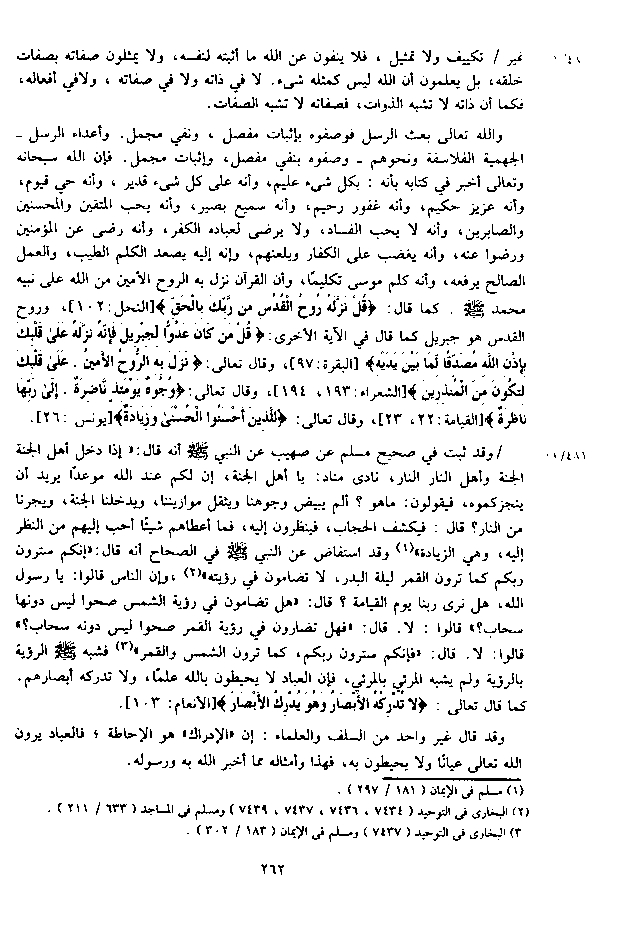 غير / تكييف ولا تمثيل ، فلا ينفون عن الله ما أثبته لنفسه، ولا يمثلون صفاته بصفات
خلقه، بل يعلمون أن الله ليس كمثله شىء. لا في ذاته ولا في صفاته ، ولافي أفعاله،
فكما أن ذاته لا تشبه الذوات، فصفاته لا تشبه الصفات.
والله تعالى بعث الرسل فوصفوه بإثبات مفصل ، ونفي مجمل. وأعداء الرسل ـ
الجهمية الفلاسفة ونحوهم ـ وصفوه بنفي مفصل، وإثبات مجمل. فإن الله سبحانه
وتعالى أخبر في كتابه بأنه : بكل شىء عليم، وأنه على كل شىء قدير ، وأنه حي قيوم،
وأنه عزيز حكيم، وأنه غفور رحيم، وأنه سميع بصير، وأنه يحب المتقين والمحسنين
والصابرين، وأنه لا يحب الفساد، ولا يرضى لعباده الكفر، وأنه رضى عن المؤمنين
ورضوا عنه، وأنه يغضب على الكفار ويلعنهم، وإنه إليه يصعد الكلم الطيب، والعمل
الصالح يرفعه، وأنه كلم موسى تكليمًا، وأن القرآن نزل به الروح الأمين من الله على نبيه
محمد ﷺ . كما قال: ﴿قُلْ نَزَّلَهُ رُوحُ الْقُدُسِ مِن رَّبِّكَ بِالْحَقِّ ﴾[النحل:١٠٢]، وروح
القدس هو جبريل كما قال في الآية الأخرى:﴿ قُلْ مَن كَانَ عَدُوًّا لِّجِبْرِيلَ فَإِنَّهُ نَزَّلَهُ عَلَىٰ قَلْبِكَ
بِإِذْنِ اللَّهِ مُصَدِّقًا لِّمَا بَيْنَ يَدَيْهِ﴾ [البقرة:٩٧]، وقال تعالى:﴿ نَزَلَ بِهِ الرُّوحُ الأَمِينُ . عَلَىٰ قَلْبِكَ
لِتَكُونَ مِنَ الْمُنذِرِينَ ﴾[الشعراء:١٩٣، ١٩٤]، وقال تعالى:﴿وُجُوهٌ يَوْمَئِذٍ نَّاضِرَةٌ . إِلَىٰ رَبِّهَا
نَاظِرَةٌ ﴾[القيامة:٢٢، ٢٣]، وقال تعالى: ﴿لِلَّذِينَ أَحْسَنُوا الْحُسْنَىٰ وَزِيَادَةٌ﴾[يونس :٢٦].
/وقد ثبت في صحيح مسلم عن صهيب عن النبي ﷺ أنه قال:« إذا دخل أهل الجنة
الجنة وأهل النار النار، نادى مناد: يا أهل الجنة، إن لكم عند الله موعدًا يريد أن
ينجزكموه، فيقولون: ماهو ؟ ألم يبيض وجوهنا ويثقل موازيننا، ويدخلنا الجنة، ويجرنا
من النار؟ قال : فيكشف الحجاب، فينظرون إليه، فما أعطاهم شيئًا أحب إليهم من النظر
إليه، وهي الزيادة»(١) وقد استفاض عن النبي ﷺ في الصحاح أنه قال:«إنكم سترون
ربكم كما ترون القمر ليلة البدر، لا تضامون في رؤيته»(٢) ،وإن الناس قالوا: يا رسول
الله، هل نرى ربنا يوم القيامة ؟ قال: «هل تضامون في رؤية الشمس صحوا ليس دونها
سحاب؟» قالوا : لا. قال: «فهل تضارون في رؤية القمر صحوا ليس دونه سحاب؟»
قالوا: لا. قال: «فإنكم سترون ربكم، كما ترون الشمس والقمر»(٣) فشبه ﷺ الرؤية
بالرؤية ولم يشبه المرئي بالمرئي، فإن العباد لا يحيطون بالله علمًا، ولا تدركه أبصارهم.
كما قال تعالى : ﴿لا تُدْرِكُهُ الأَبْصَارُ وَهُوَ يُدْرِكُ الأَبْصَارَ ﴾[الأنعام: ١٠٣].
وقد قال غير واحد من السلف والعلماء : إن «الإدراك» هو الإحاطة ؛ فالعباد يرون
الله تعالى عيانًا ولا يحيطون به، فهذا وأمثاله مما أخبر الله به ورسوله.
(١) مسلم فى الإيمان ( ١٨١ / ٢٩٧ ) .
(٢) البخارى فى التوحيد ( ٧٤٣٤ ، ٧٤٣٦ ، ٧٤٣٧ ، ٧٤٣٩ ) ومسلم فى المساجد ( ٦٣٣ / ٢١١ ) .
٣) البخارى فى التوحيد ( ٧٤٣٧ ) ومسلم فى الإيمان ( ١٨٣ / ٣٠٢ ) .
٢٦٢